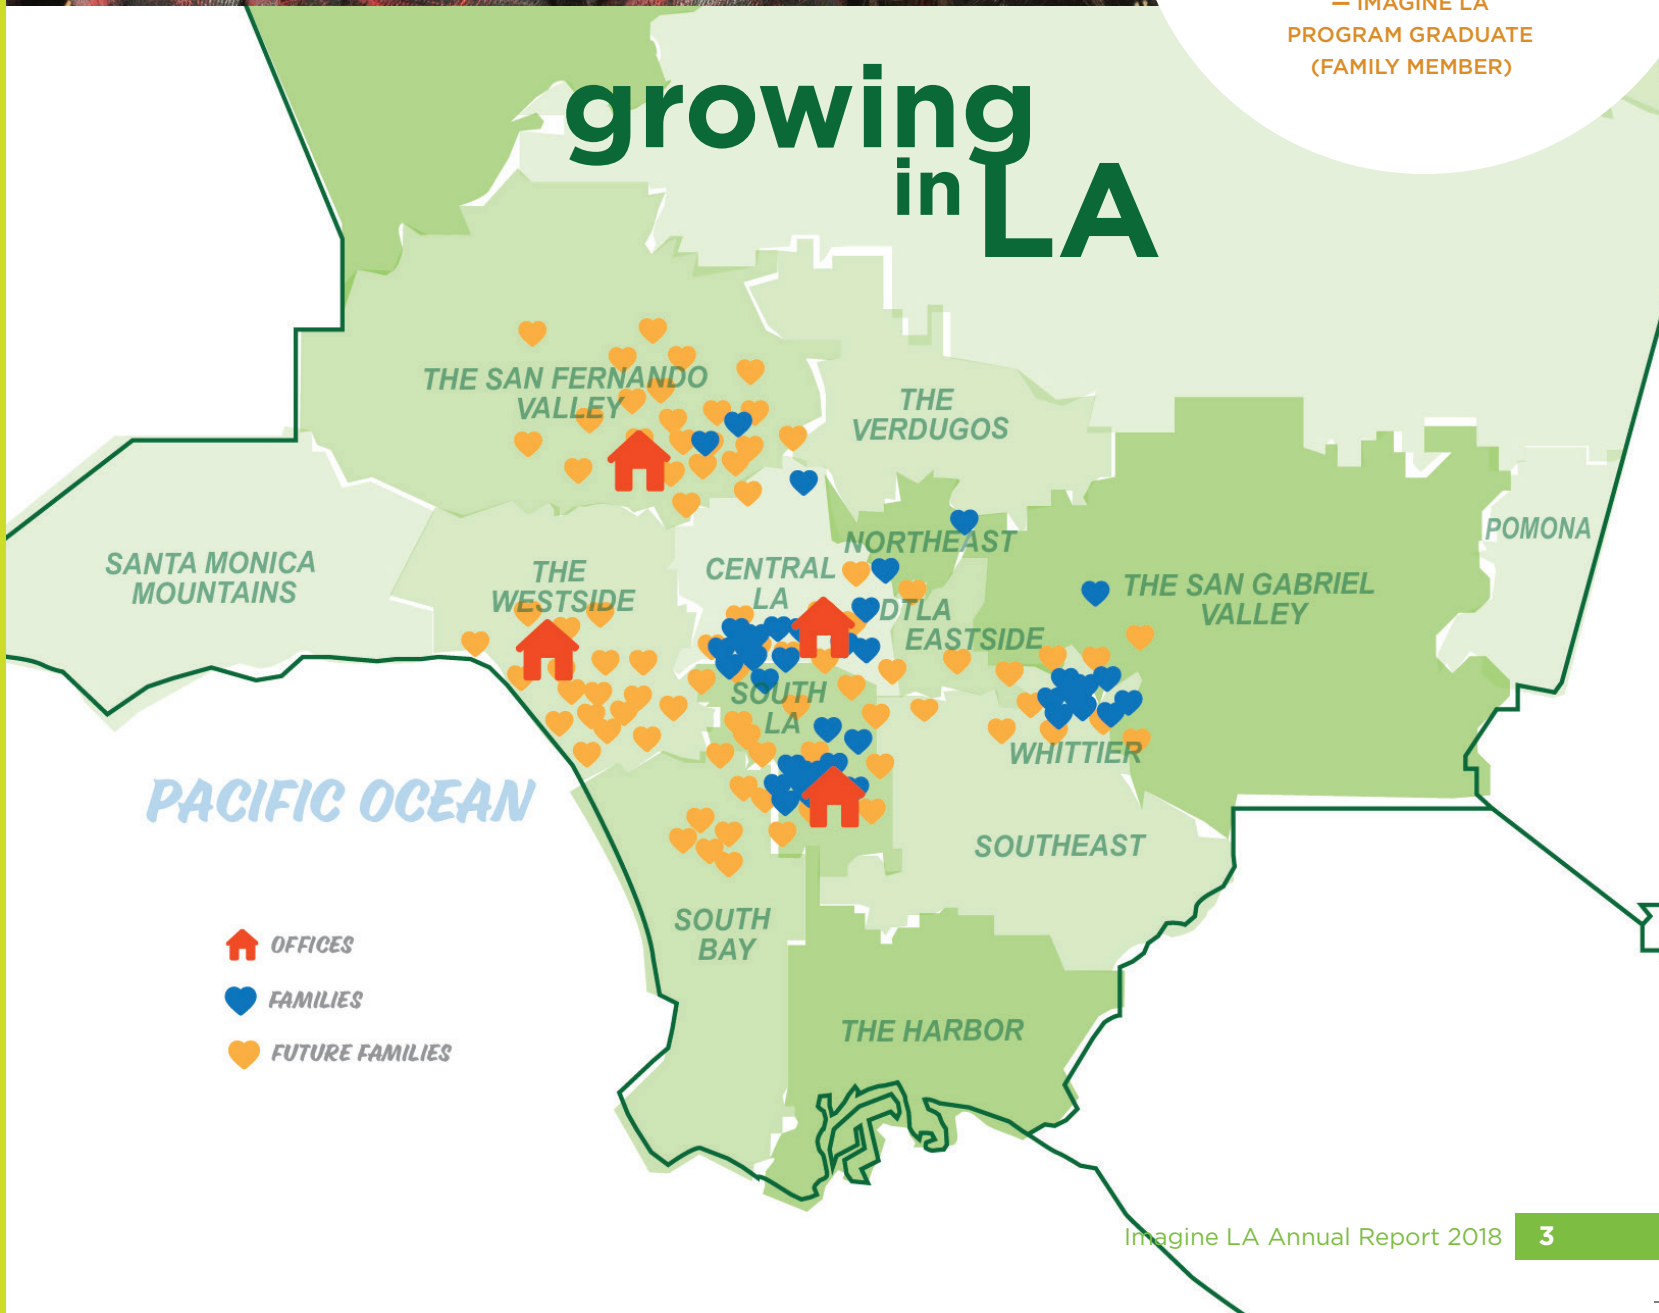 — IMAGINE LA
PROGRAM GRADUATE
(FAMILY MEMBER)
growing
in LA
THE SAN FERNANDO
VALLEY
THE
VERDUGOS
NORTHEAST
POMONA
SANTA MONICA
MOUNTAINS
THE
WESTSIDE
CENTRAL
LA
DTLA
EASTSIDE
THE SAN GABRIEL
VALLEY
SOUTH
LA
WHITTIER
PACIFIC OCEAN
SOUTHEAST
SOUTH
BAY
OFFICES
FAMILIES
FUTURE FAMILIES
THE HARBOR
Imagine LA Annual Report 2018 3